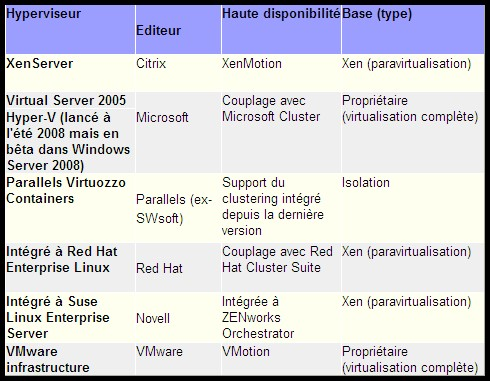 Hyperviseur Editeur Haute disponibilité Base (type)
XenServer Citrix XenMotion Xen (paravirtualisation)
Virtual Server 2005
Hyper-V (lancé à
l'été 2008 mais en
bêta dans Windows
Server 2008)
Microsoft
Couplage avec
Microsoft Cluster
Propriétaire
(virtualisation complète)
Parallels Virtuozzo
Containers
Parallels (ex-
SWsoft)
Support du
clustering intégré
depuis la dernière
version
Isolation
Intégré à Red Hat
Enterprise Linux
Red Hat
Couplage avec Red
Hat Cluster Suite
Xen (paravirtualisation)
Intégré à Suse
Linux Enterprise
Server
Novell
Intégrée à
ZENworks
Orchestrator
Xen (paravirtualisation)
VMware
infrastructure
VMware
VMotion
Propriétaire
(virtualisation complète)